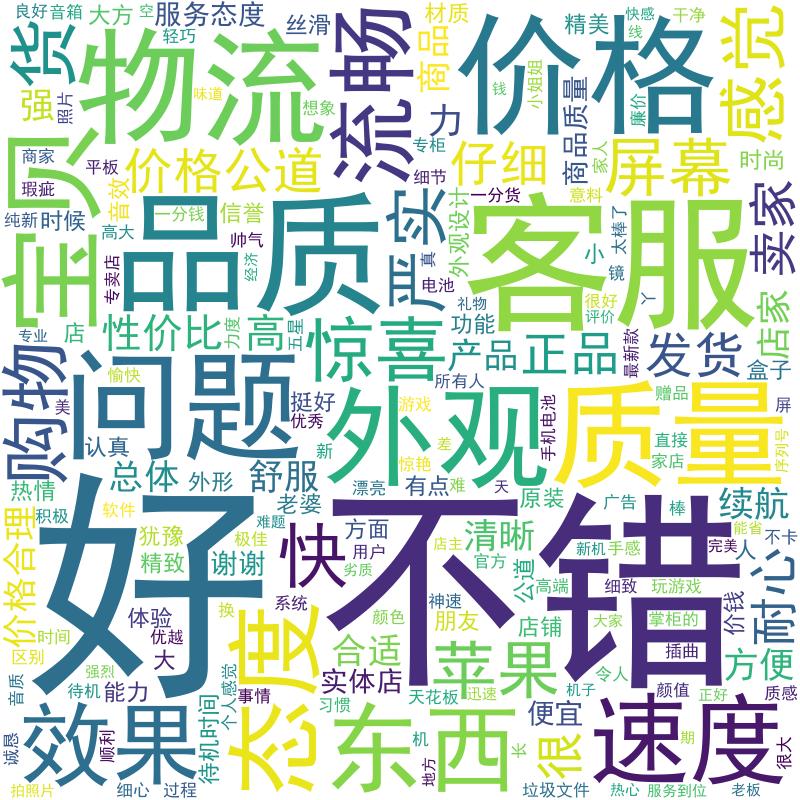 良好
音箱
大方
空
服务态度
丝滑
流畅
材质
商品
精美
快感
线
干净
感觉
货
轻巧
强
照片
物流
味道
想象
力
价格
钱
小姐姐
廉价
商品质量
家人
宝贝
商家
平板
瑕疵
价格公道
音效
专柜
细节
仔细
屏幕
时尚
纯新
时候
一分钱
信誉
高大
帅气
品质
严实
外观设计
一分货
意料
客服
小
太棒了
镜
卖家
专卖店
经济
真
电池
礼物
很好
评价
丫
店家
专业
店
性价比
力度
高
五星
惊喜
功能
产品
正品
最新款
发货
盒子
购物
愉快
美
问题
挺好
优秀
所有人
游戏
外观
手机电池
质量
赠品
屏
直接
家店
序列号
认真
新
差
惊艳
热情
总体
外形
舒服
老婆
漂亮
有点
难
天
原装
广告
棒
续航
积极
软件
好
犹豫
精致
难题
极佳
谢谢
快
方面
用户
劣质
店主
不错
清晰
官方
公道
高端
新机
手感
细致
玩游戏
完美
能省
人
不卡
耐心
价格合理
时间
区别
体验
优越
大
换
系统
态度
颜色
神速
朋友
店铺
大家
掌柜的
价钱
插曲
令人
方便
音质
强烈
待机
能力
事情
个人感觉
待机时间
合适
实体店
习惯
天花板
苹果
迅速
机子
颜值
正好
质感
诚恳
效果
顺利
东西
机
地方
长
便宜
很
速度
期
很大
拍照片
细心
过程
垃圾文件
热心
服务到位
老板